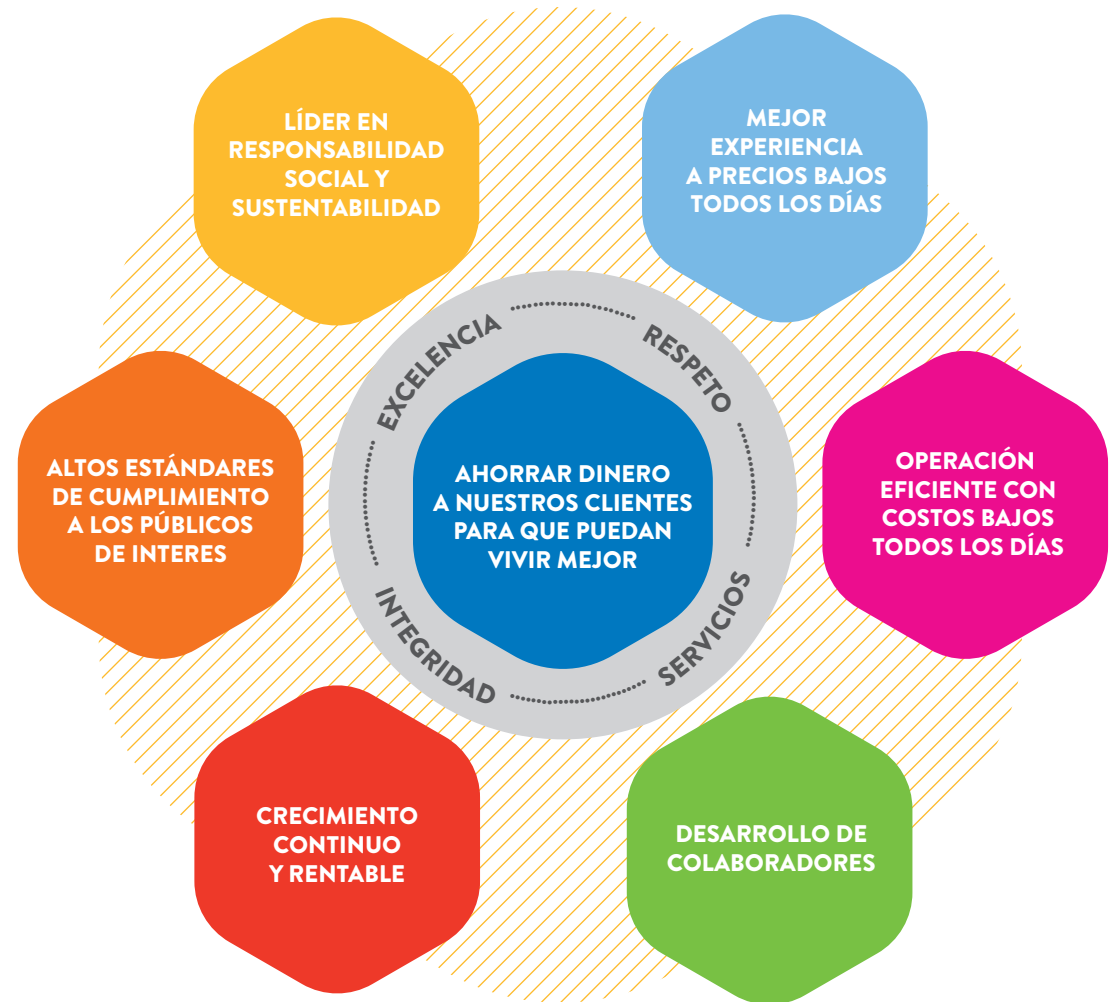 LÍDER EN
RESPONSABILIDAD
SOCIAL Y
SUSTENTABILIDAD
MEJOR
EXPERIENCIA
A PRECIOS BAJOS
TODOS LOS DÍAS
EXCELENCIA
RESPETO
ALTOS ESTÁNDARES
DE CUMPLIMIENTO
A LOS PÚBLICOS
DE INTERES
AHORRAR DINERO
A NUESTROS CLIENTES
PARA QUE PUEDAN
VIVIR MEJOR
OPERACIÓN
EFICIENTE CON
COSTOS BAJOS
TODOS LOS DÍAS
INTEGRIDAD
SERVICIOS
CRECIMIENTO
CONTINUO
Y RENTABLE
DESARROLLO DE
COLABORADORES